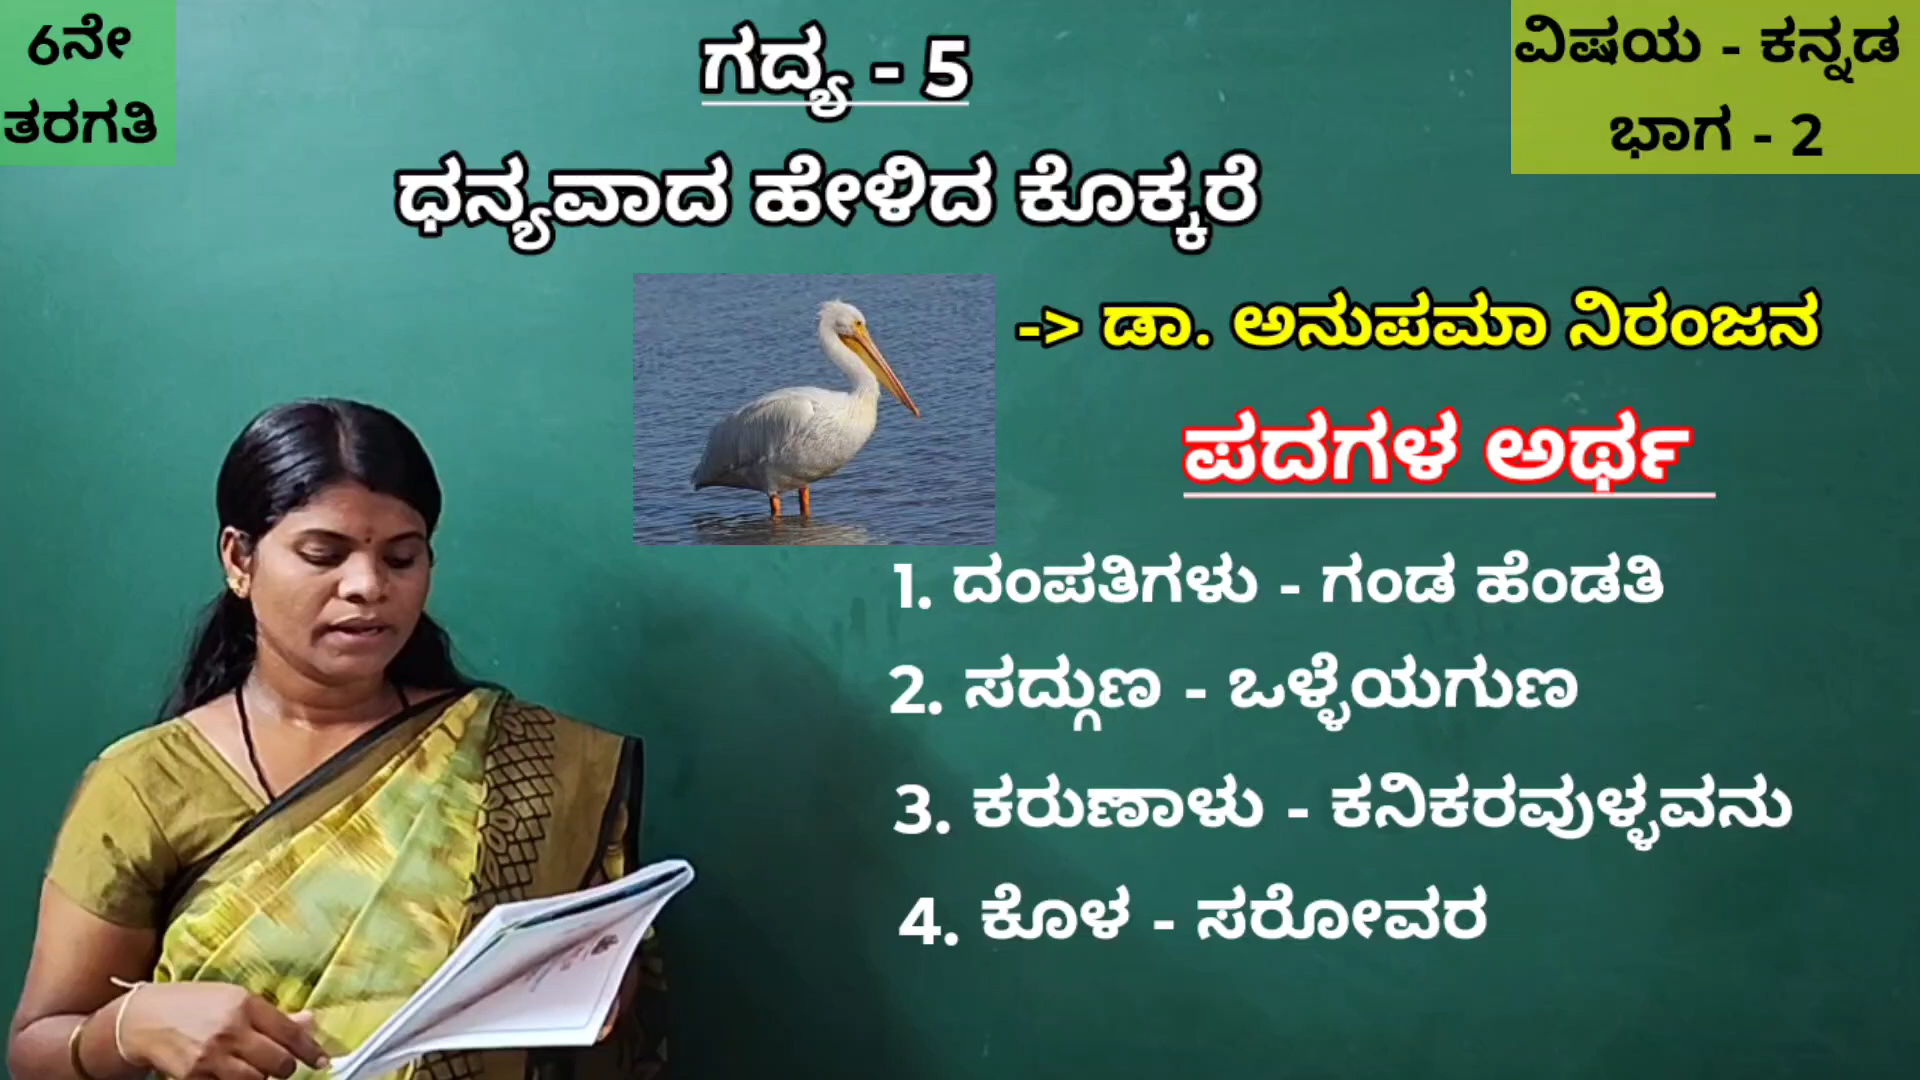 6ನೇ
ತರಗತಿ
ಗದ್ಯ - 5
ವಿಷಯ - ಕನ್ನಡ
ಭಾಗ - 2
ಧನ್ಯವಾದ ಹೇಳಿದ ಕೊಕ್ಕರೆ
-> ಡಾ. ಅನುಪಮಾ ನಿರಂಜನ
ಪದಗಳ ಅರ್ಥ
1. ದಂಪತಿಗಳು - ಗಂಡ ಹೆಂಡತಿ
2. ಸದ್ಗುಣ - ಒಳ್ಳೆಯಗುಣ
3. ಕರುಣಾಳು - ಕನಿಕರವುಳ್ಳವನು
4. ಕೊಳ - ಸರೋವರ